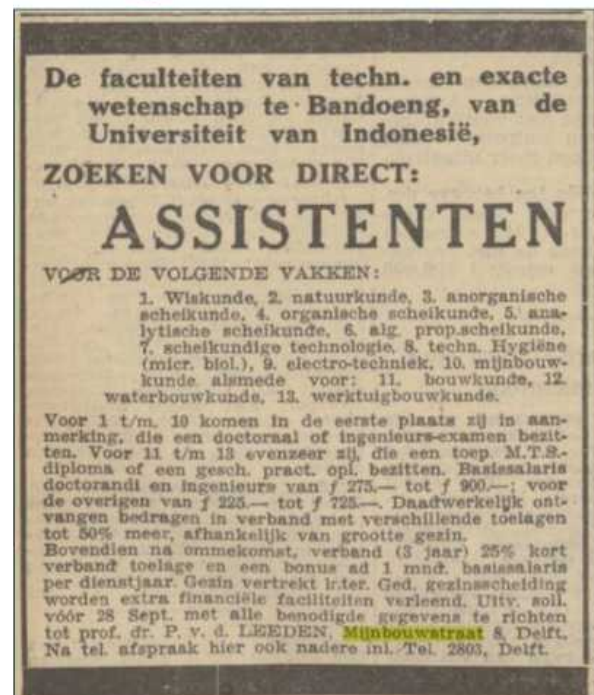 De faculteiten van techn. en exacte
wetenschap te Bandoeng, van de
Universiteit van Indonesië,
ZOEKEN VOOR DIRECT:
ASSISTENTEN
VOOR DE VOLGENDE VAKKEN:
1. Wiskunde, 2. natuurkunde, 3. anorganische
scheikunde, 4. organische scheikunde, 5. ana-
lytische scheikunde, 6. alg. prop.scheikunde,
7. scheikundige technologie, 8. techn. Hygiëne
(micr. biol.), 9. electro-techniek, 10. mijnbouw-
kunde alsmede voor: 11. bouwkunde, 12.
waterbouwkunde, 13. werktuigbouwkunde.
Voor 1 t/m. 10 komen in de eerste plaats zij in aan-
merking, die een doctoraal of ingenieurs-examen bezit-
ten. Voor 11 t/m 13 evenzeer zij, die een toep. M.T.S.-
diploma of een gesch. pract. opl. bezitten. Basissalaris
doctorandi en ingenieurs van ƒ 275.— tot ƒ 900.—; voor
de overigen van ƒ 225.— tot ƒ 725.—. Daadwerkelijk ont-
vangen bedragen in verband met verschillende toelagen
tot 50% meer, afhankelijk van grootte gezin.
Bovendien na ommekomst, verband (3 jaar) 25% kort
verband toelage en een bonus ad 1 mnd. basissalaris
per dienstjaar. Gezin vertrekt lr.ter. Ged. gezinsscheiding
worden extra financiële faciliteiten verleend. Uitv. soll.
vóór 28 Sept. met alle benodigde gegevens te richten
tot prof. dr. P. v. d. LEEDEN, Mijnbouwstraat 8, Delft.
Na tel. afspraak hier ook nadere inl. Tel. 2803, Delft.